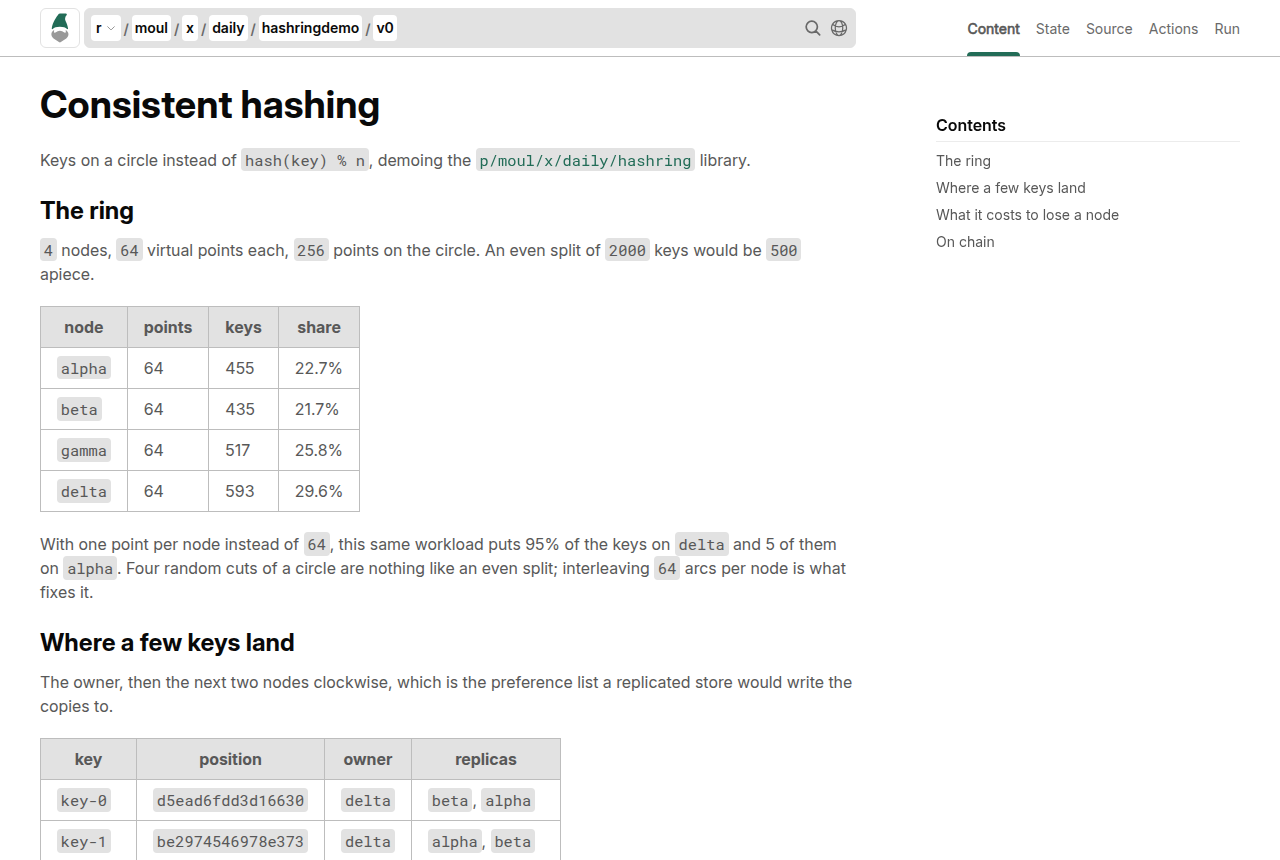 r / moul / x / daily / hashringdemo / v0
Content State Source Actions Run
Consistent hashing
Keys on a circle instead of hash(key) % n, demoing the p/moul/x/daily/hashring library.
The ring
4 nodes, 64 virtual points each, 256 points on the circle. An even split of 2000 keys would be 500
apiece.
node points keys share
alpha 64 455 22.7%
beta 64 435 21.7%
gamma 64 517 25.8%
delta 64 593 29.6%
With one point per node instead of 64, this same workload puts 95% of the keys on delta and 5 of them
on alpha. Four random cuts of a circle are nothing like an even split; interleaving 64 arcs per node is what
fixes it.
Where a few keys land
The owner, then the next two nodes clockwise, which is the preference list a replicated store would write the
copies to.
key position owner replicas
key-0 d5ead6fdd3d16630 delta beta, alpha
key-1 be2974546978e373 delta alpha, beta
Contents
The ring
Where a few keys land
What it costs to lose a node
On chain